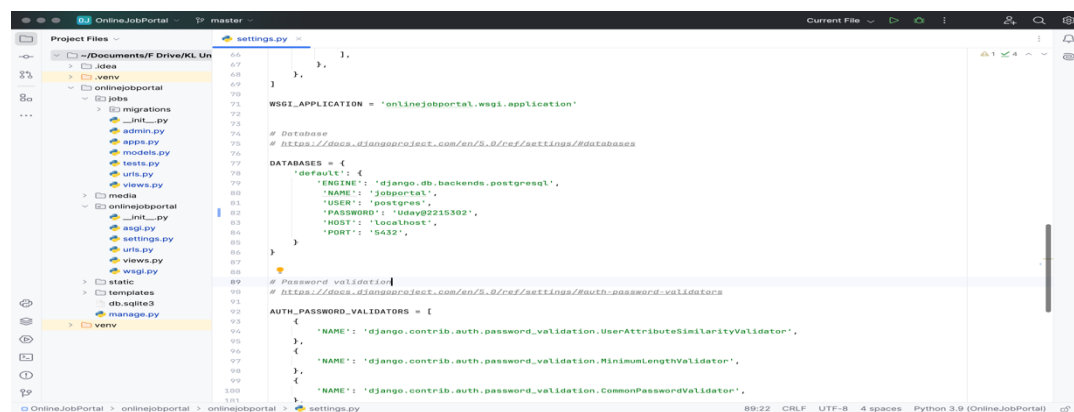 OJ OnlineJobPortal master Current File
Project Files
settings.py
~/Documents/F Drive/KL Un
.idea
.venv
onlinejobportal
jobs
migrations
__init__.py
admin.py
apps.py
models.py
tests.py
urls.py
views.py
media
onlinejobportal
__init__.py
asgi.py
settings.py
urls.py
views.py
wsgi.py
static
templates
db.sqlite3
manage.py
venv
1 4
66 ],
67 },
68 },
69 ]
70
71 WSGI_APPLICATION = 'onlinejobportal.wsgi.application'
72
73
74 # Database
75 # https://docs.djangoproject.com/en/5.0/ref/settings/#databases
76
77 DATABASES = {
78 'default': {
79 'ENGINE': 'django.db.backends.postgresql',
80 'NAME': 'jobportal',
81 'USER': 'postgres',
82 'PASSWORD': 'Uday@2215302',
83 'HOST': 'localhost',
84 'PORT': '5432',
85 }
86 }
87
88
89 # Password validation
90 # https://docs.djangoproject.com/en/5.0/ref/settings/#auth-password-validators
91
92 AUTH_PASSWORD_VALIDATORS = [
93 {
94 'NAME': 'django.contrib.auth.password_validation.UserAttributeSimilarityValidator',
95 },
96 {
97 'NAME': 'django.contrib.auth.password_validation.MinimumLengthValidator',
98 },
99 {
100 'NAME': 'django.contrib.auth.password_validation.CommonPasswordValidator',
101 },
OnlineJobPortal > onlinejobportal > onlinejobportal > settings.py 89:22 CRLF UTF-8 4 spaces Python 3.9 (OnlineJobPortal)